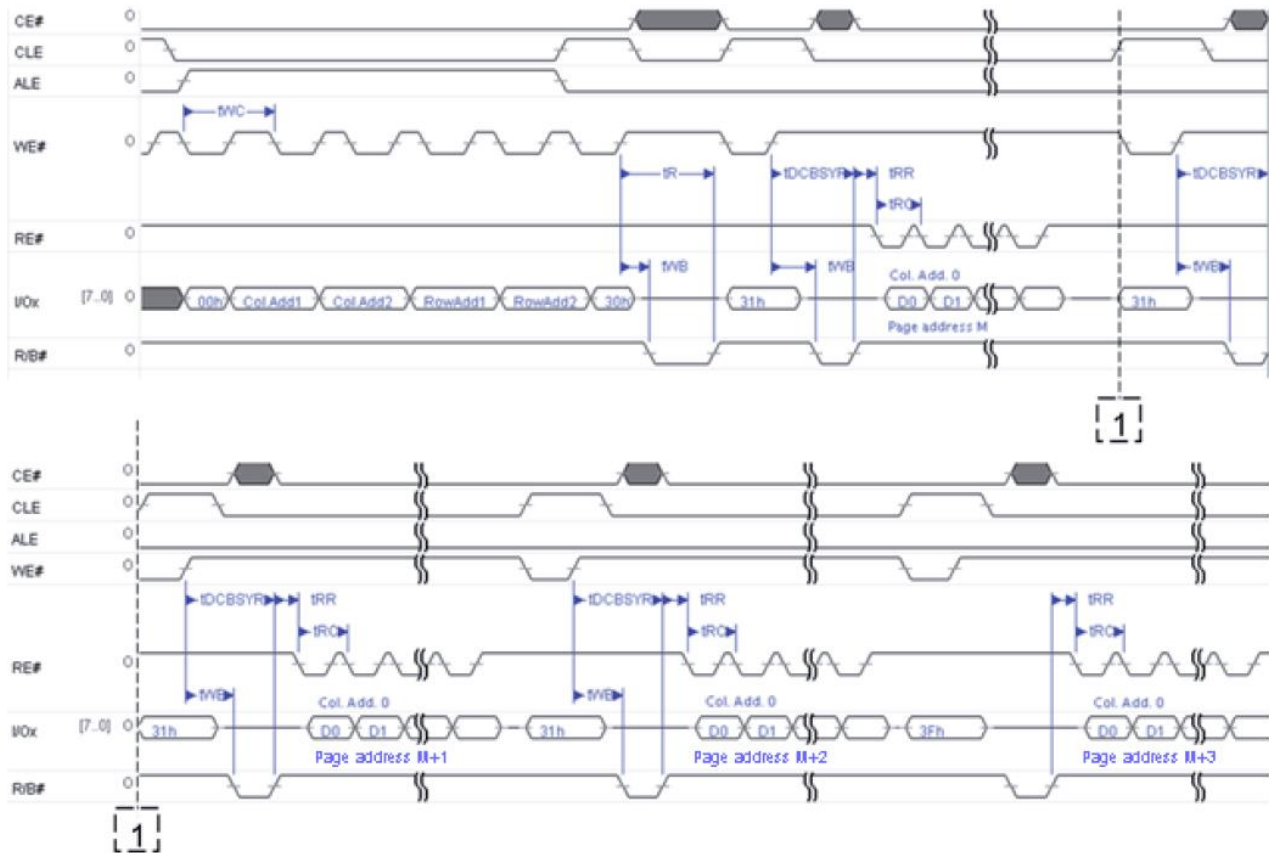 CE# 0
CLE 0
ALE 0
tWC
WE# 0
tR tDCBSYR tRR tDCBSYR
tRC
RE# 0
tWB tWB Col. Add. 0 tWB
I/Ox [7..0] 0 00h Col.Add1 Col.Add2 RowAdd1 RowAdd2 30h 31h D0 D1 31h
Page address M
R/B# 0
1
CE# 0
CLE 0
ALE 0
WE# 0
tDCBSYR tRR tDCBSYR tRR tRR
tRC tRC tRC
RE# 0
tWB tWB
Col. Add. 0 Col. Add. 0 Col. Add. 0
I/Ox [7..0] 0 31h D0 D1 31h D0 D1 3Fh D0 D1
Page address M+1 Page address M+2 Page address M+3
R/B# 0
1